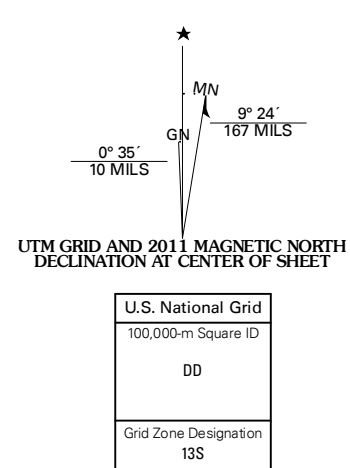 MN
9° 24´
167 MILS
GN
0° 35´
10 MILS
UTM GRID AND 2011 MAGNETIC NORTH
DECLINATION AT CENTER OF SHEET
U.S. National Grid
100,000-m Square ID
DD
Grid Zone Designation
13S